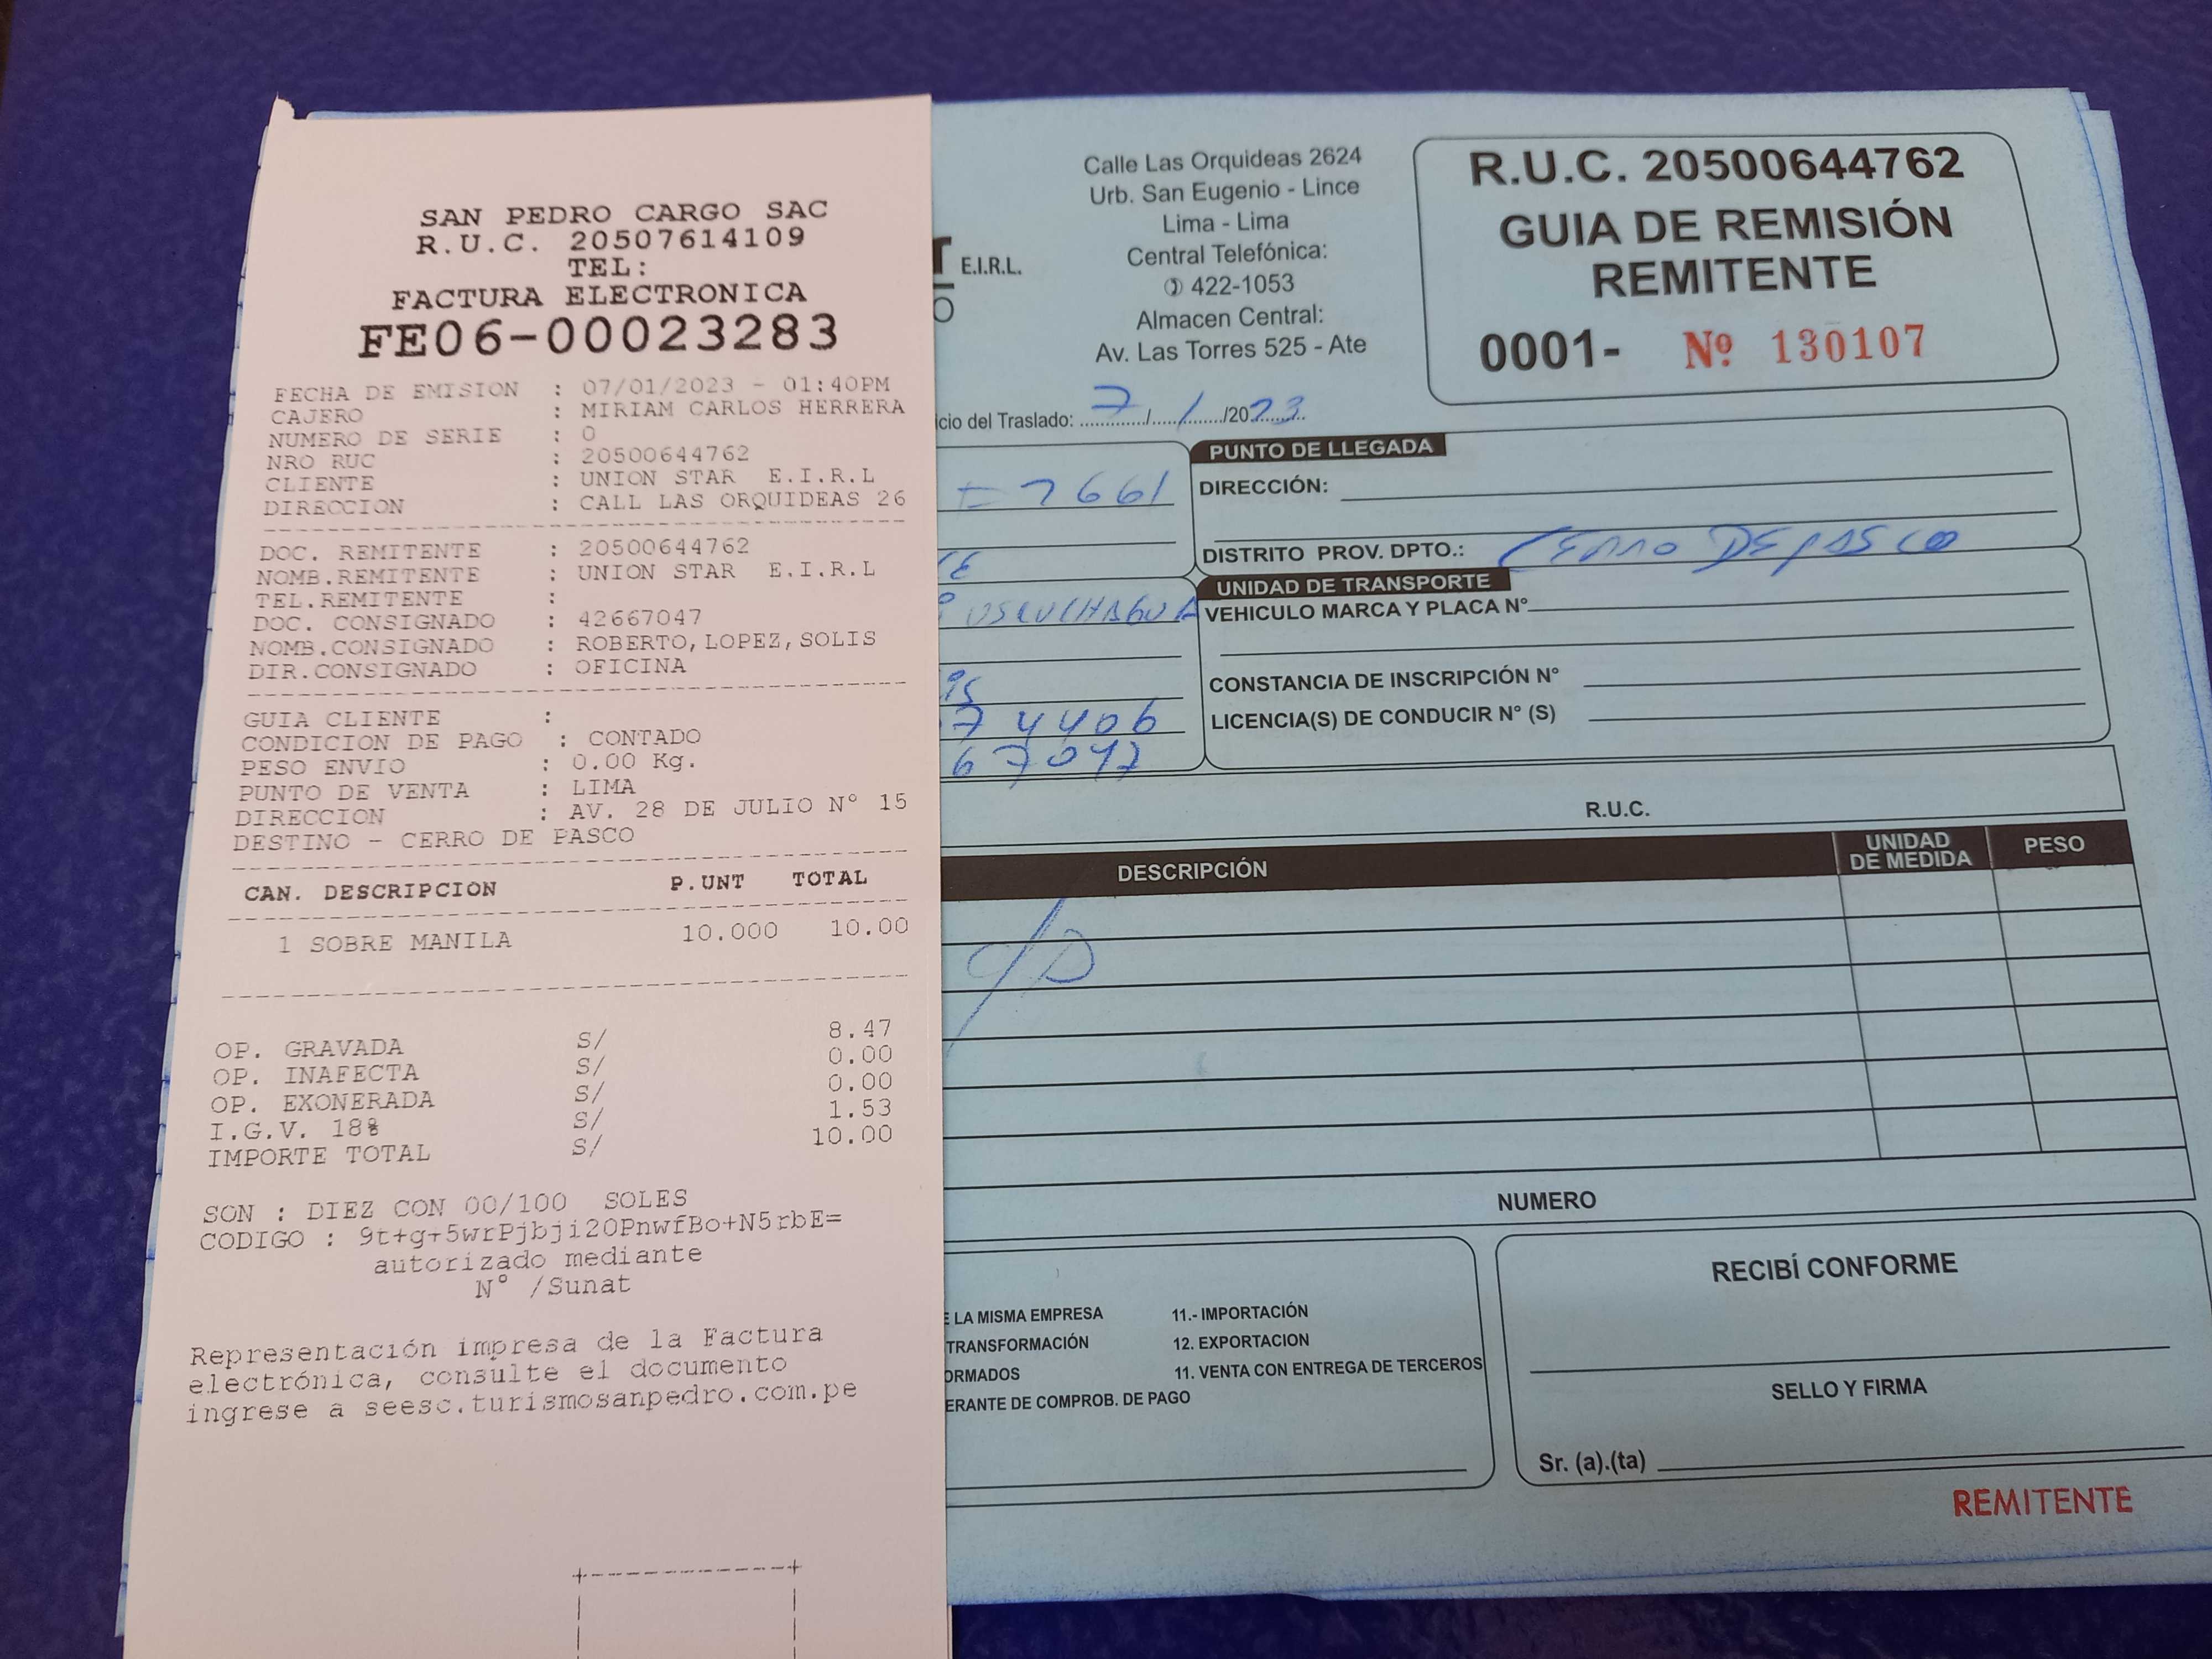 SAN PEDRO CARGO SAC
R.U.C. 20507614109
TEL:
FACTURA ELECTRONICA
FE06-00023283
FECHA DE EMISION : 07/01/2023 - 01:40PM
CAJERO : MIRIAM CARLOS HERRERA
NUMERO DE SERIE : 0
NRO RUC : 20500644762
CLIENTE : UNION STAR E.I.R.L
DIRECCION : CALL LAS ORQUIDEAS 26
DOC. REMITENTE : 20500644762
NOMB.REMITENTE : UNION STAR E.I.R.L
TEL.REMITENTE :
DOC. CONSIGNADO : 42667047
NOMB.CONSIGNADO : ROBERTO, LOPEZ, SOLIS
DIR.CONSIGNADO : OFICINA
GUIA CLIENTE :
CONDICION DE PAGO : CONTADO
PESO ENVIO : 0.00 Kg.
PUNTO DE VENTA : LIMA
DIRECCION : AV. 28 DE JULIO N° 15
DESTINO - CERRO DE PASCO
CAN. DESCRIPCION P.UNT TOTAL
1 SOBRE MANILA 10.000 10.00
OP. GRAVADA S/ 8.47
OP. INAFECTA S/ 0.00
OP. EXONERADA S/ 0.00
I.G.V. 18% S/ 1.53
IMPORTE TOTAL S/ 10.00
SON : DIEZ CON 00/100 SOLES
CODIGO : 9t+g+5wrPjbji20PnwfBo+N5rbE=
autorizado mediante
N° /Sunat
Representación impresa de la Factura
electrónica, consulte el documento
ingrese a seesc.turismosanpedro.com.pe
T E.I.R.L.
O
Calle Las Orquideas 2624
Urb. San Eugenio - Lince
Lima - Lima
Central Telefónica:
422-1053
Almacen Central:
Av. Las Torres 525 - Ate
R.U.C. 20500644762
GUIA DE REMISIÓN
REMITENTE
0001- Nº 130107
icio del Traslado: 7/1/2023
2661
is
74406
67047
PUNTO DE LLEGADA
DIRECCIÓN:
DISTRITO PROV. DPTO.: CERRO DE PASCO
UNIDAD DE TRANSPORTE
VEHICULO MARCA Y PLACA N°
CONSTANCIA DE INSCRIPCIÓN N°
LICENCIA(S) DE CONDUCIR N° (S)
R.U.C.
DESCRIPCIÓN UNIDAD DE MEDIDA PESO
NUMERO
E LA MISMA EMPRESA 11.- IMPORTACIÓN
TRANSFORMACIÓN 12. EXPORTACION
ORMADOS 11. VENTA CON ENTREGA DE TERCEROS
ERANTE DE COMPROB. DE PAGO
RECIBÍ CONFORME
SELLO Y FIRMA
Sr. (a).(ta)
REMITENTE